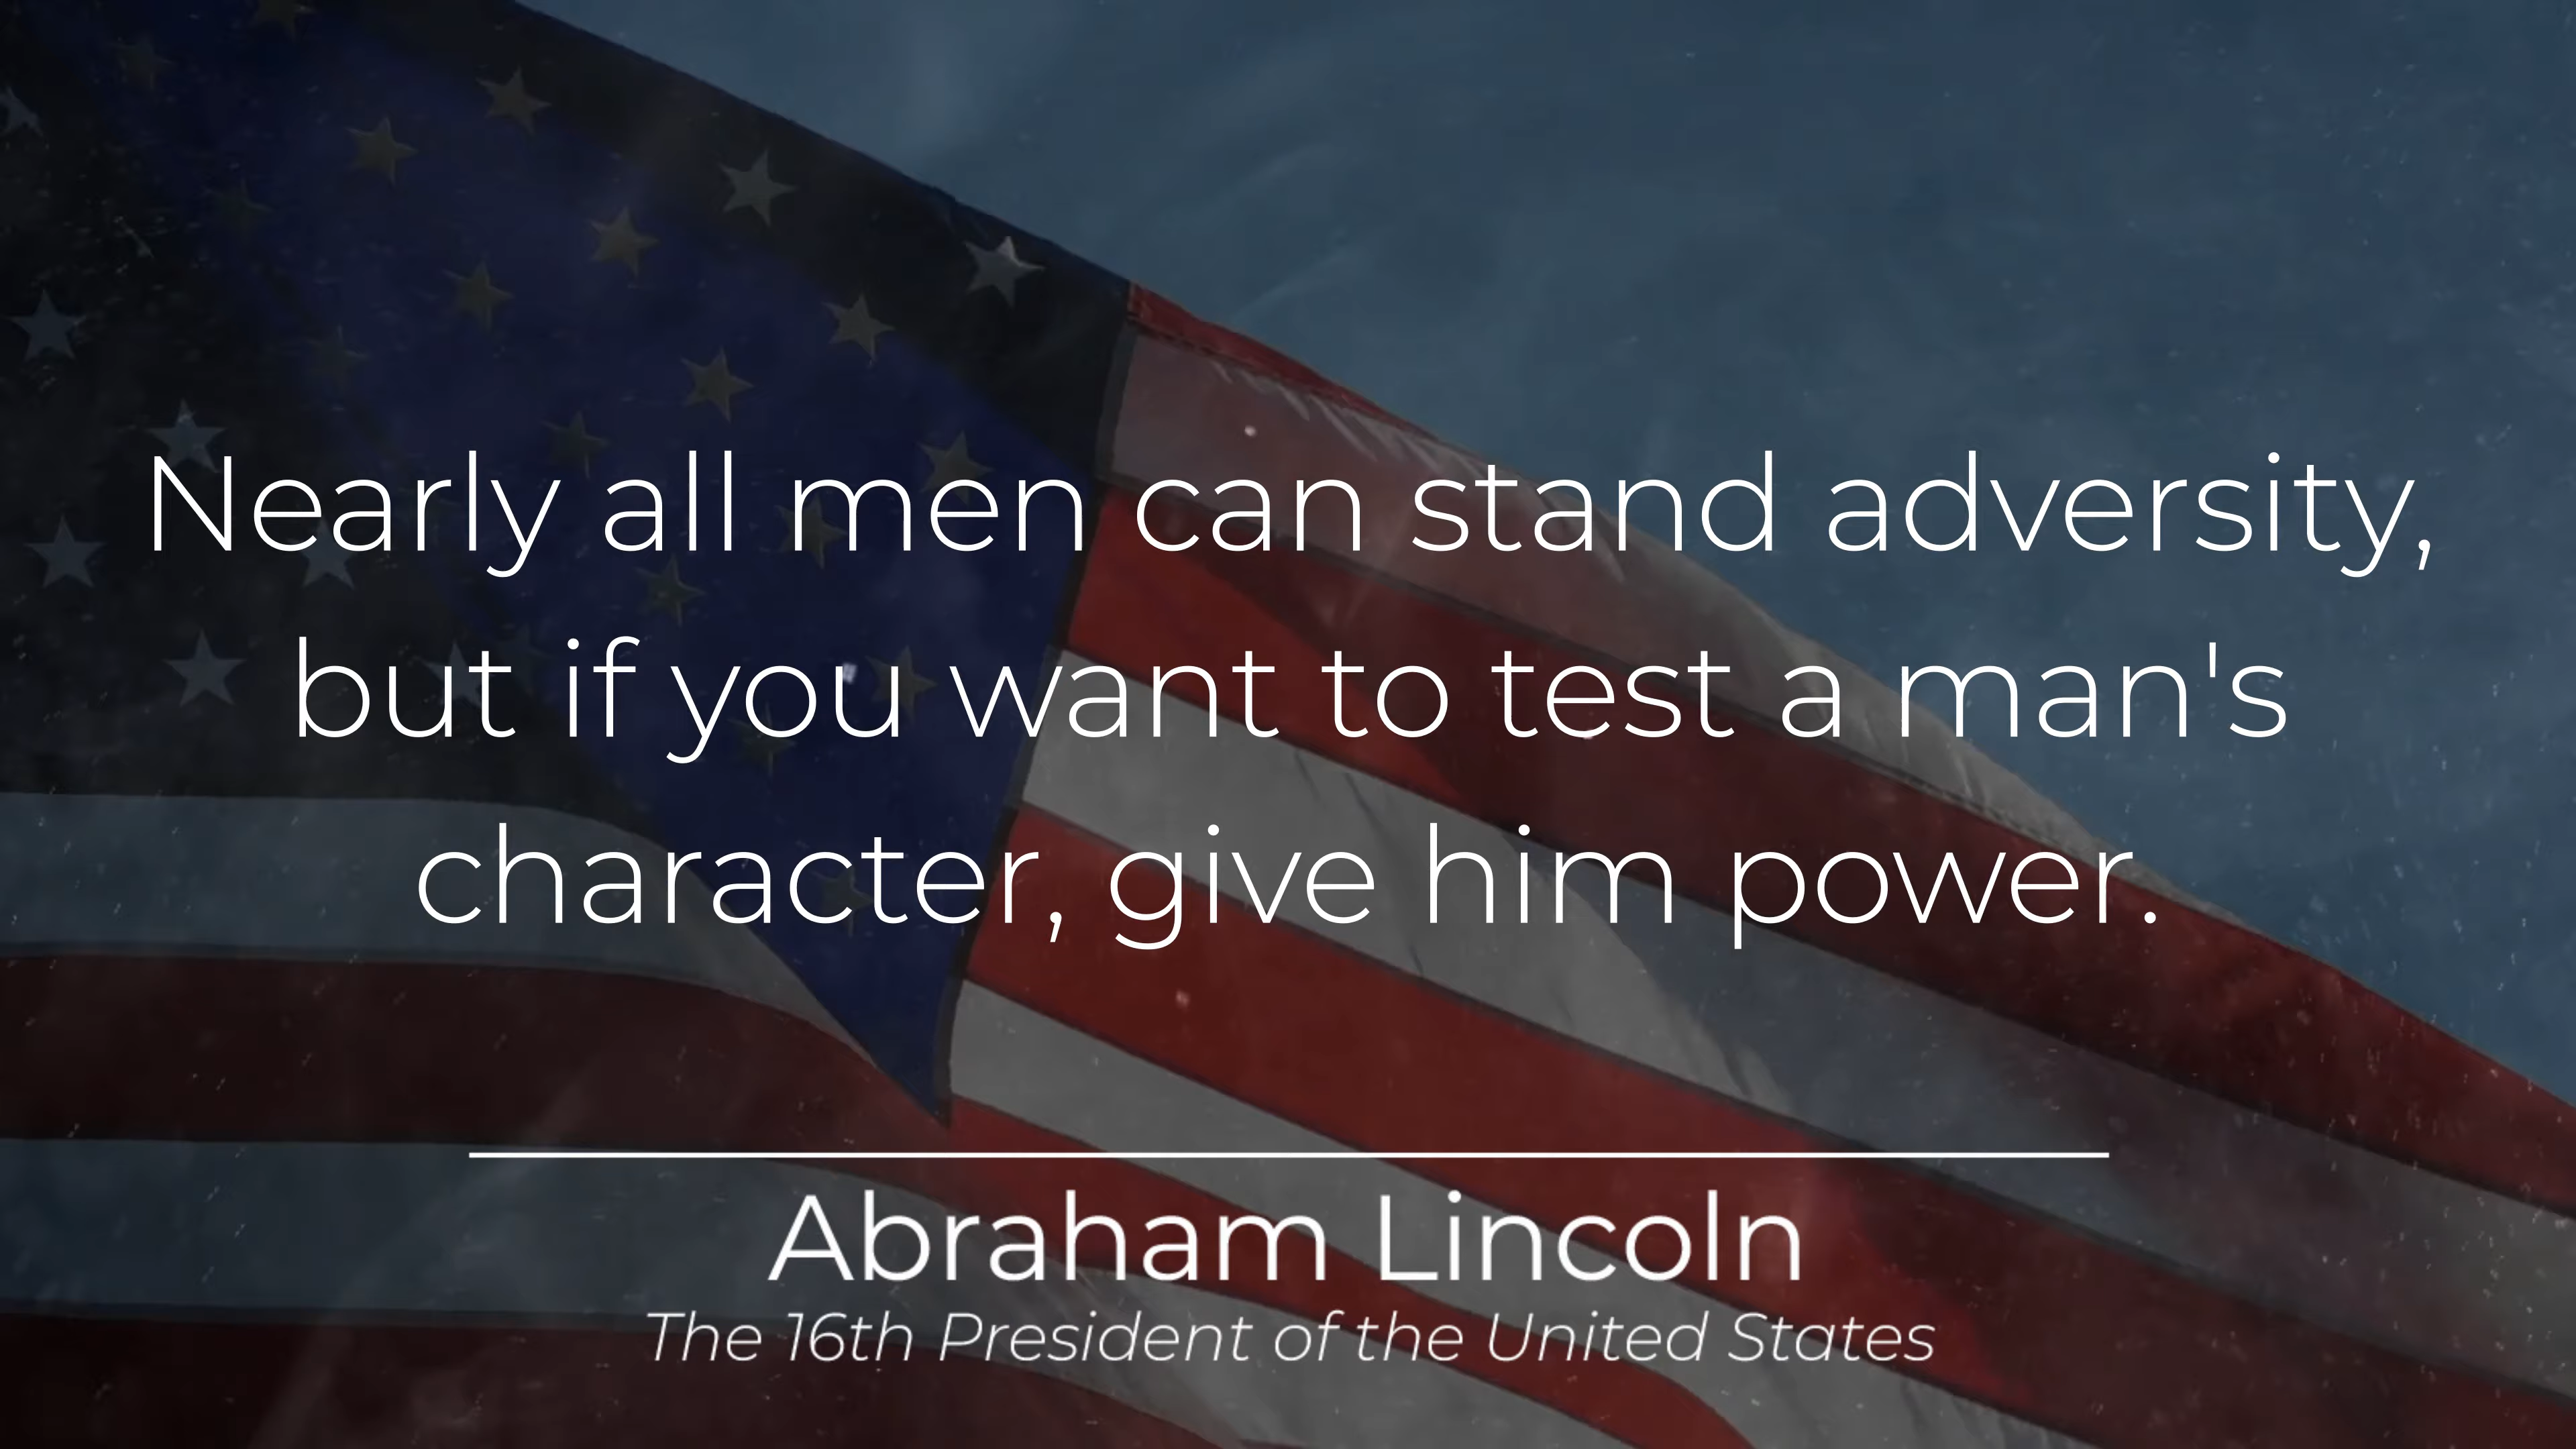 Nearly all men can stand adversity,
but if you want to test a man's
character, give him power.
Abraham Lincoln
The 16th President of the United States